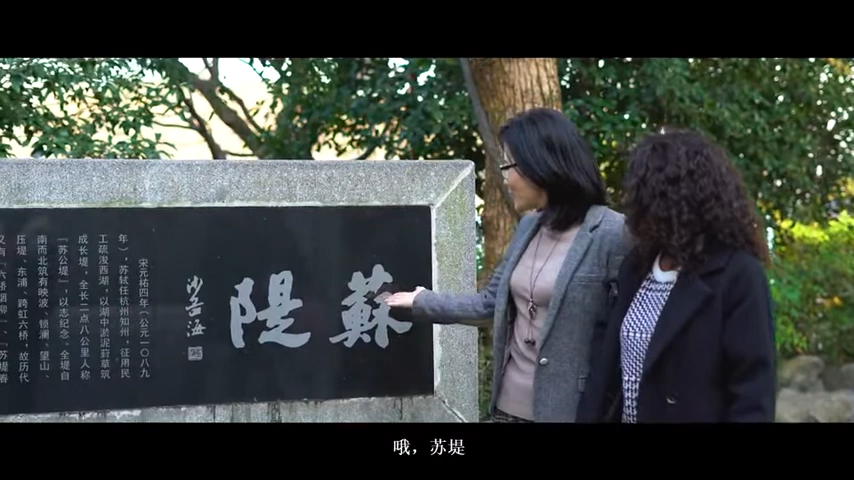 蘇隄
沙孟海
宋元祐四年(公元一〇八九
年),苏轼任杭州知州,征用民
工疏浚西湖,以湖中淤泥葑草筑
成长堤,全长二点八公里人称
『苏公堤』,以志纪念。全堤自
南而北筑有映波、锁澜、望山、
压堤、东浦、跨虹六桥,故历代
又有『六桥烟柳』、『苏堤春
哦，苏堤